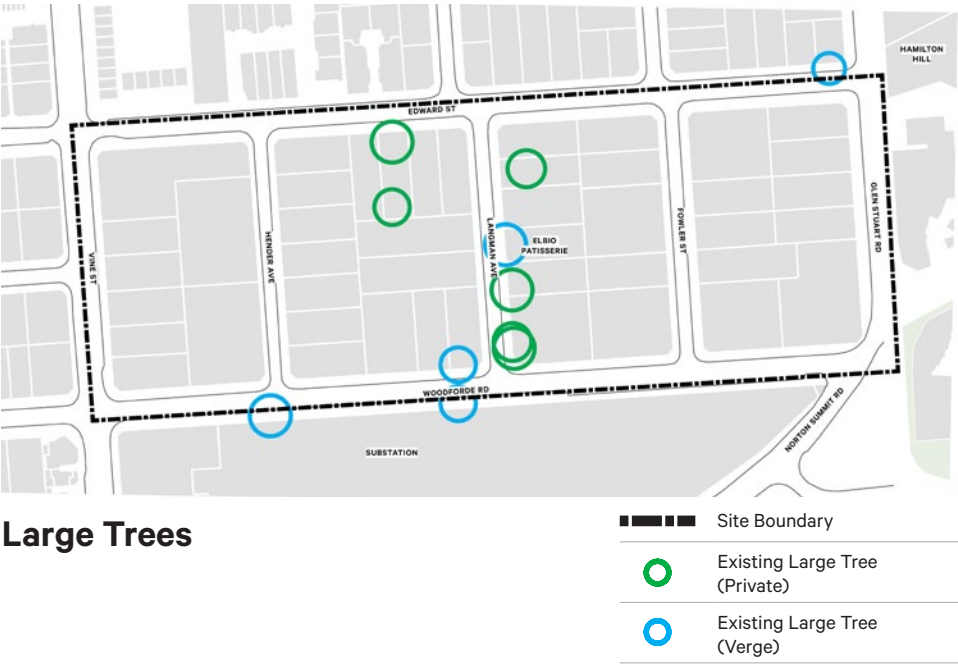 HAMILTON
HILL
EDWARD ST
VINE ST
HENDER AVE
LANGMAN AVE
ELBIO
PATISSERIE
FOWLER ST
GLEN STUART RD
WOODFORDE RD
NORTON SUMMIT RD
SUBSTATION
Large Trees
Site Boundary
Existing Large Tree
(Private)
Existing Large Tree
(Verge)